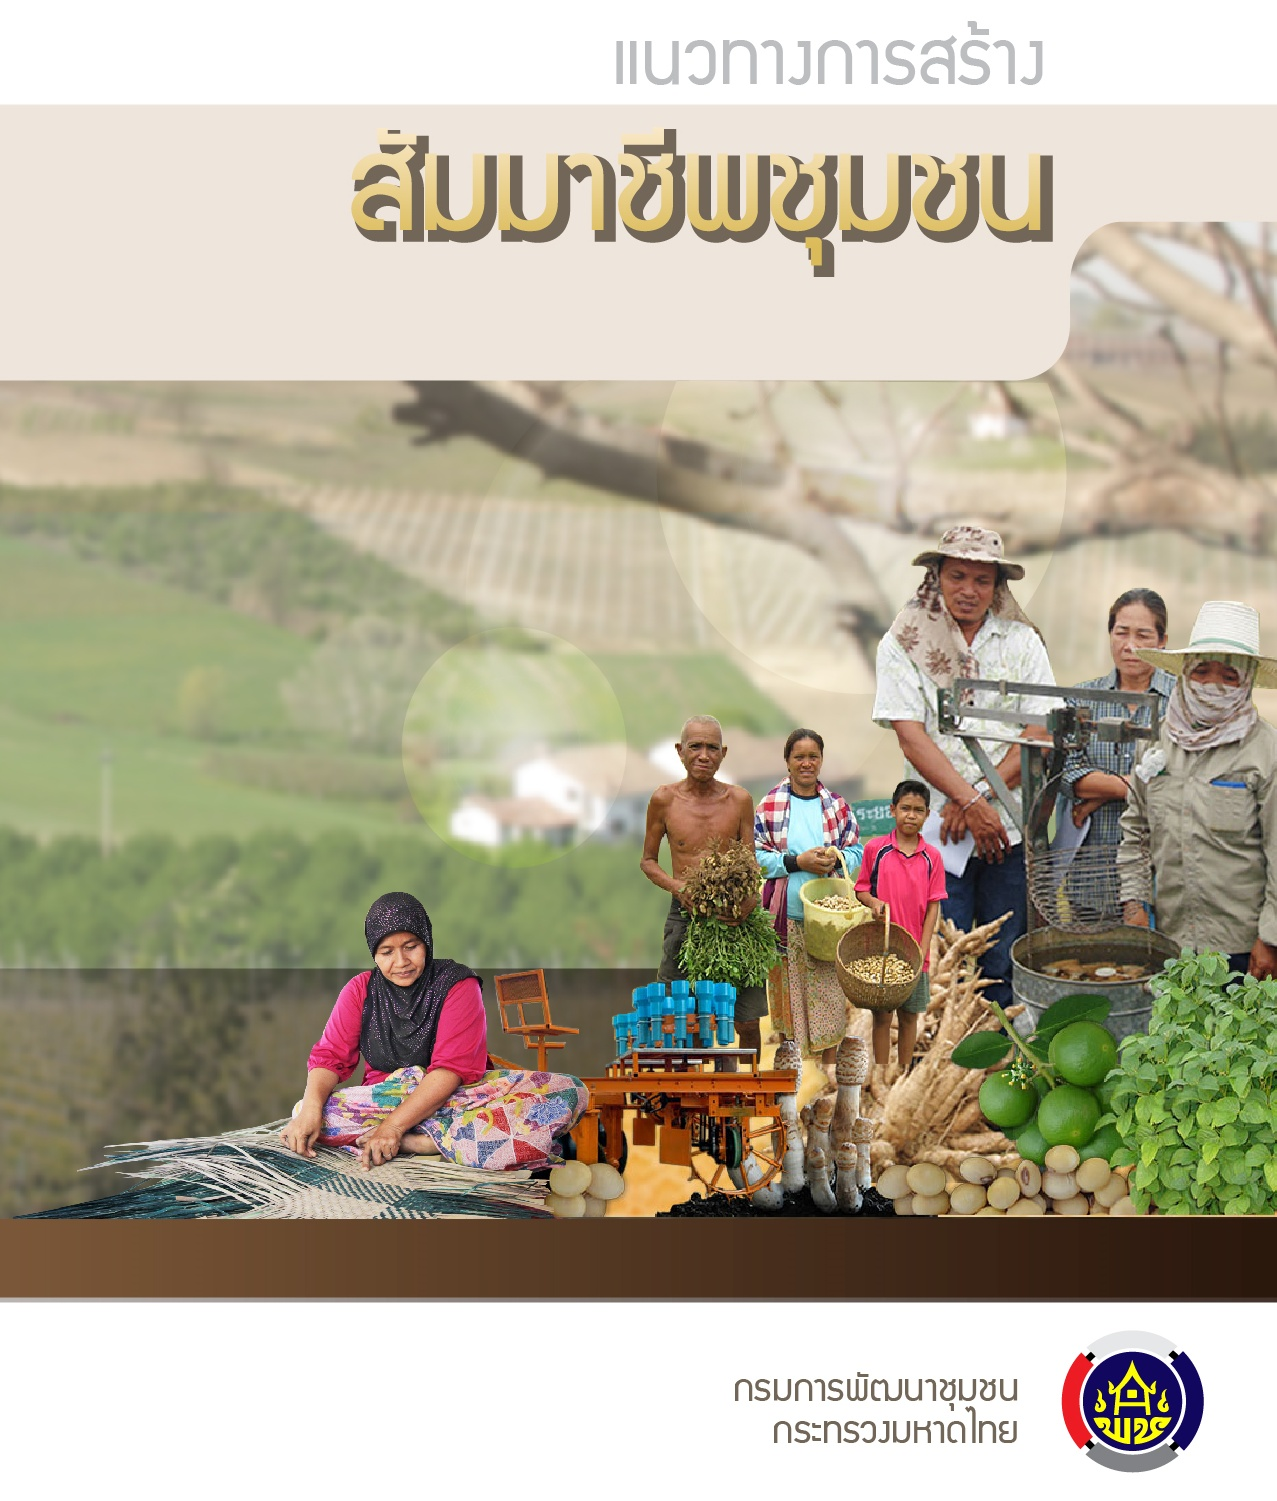 แนวทางการสร้าง
สัมมาชีพชุมชน
กรมการพัฒนาชุมชน
กระทรวงมหาดไทย